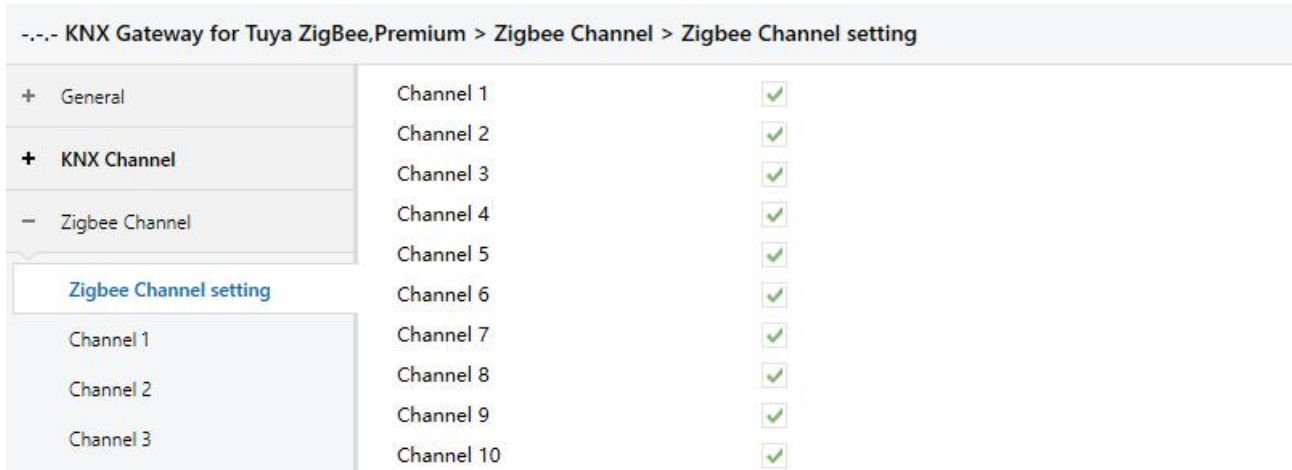 -.-.- KNX Gateway for Tuya ZigBee,Premium > Zigbee Channel > Zigbee Channel setting
+ General
+ KNX Channel
− Zigbee Channel
Zigbee Channel setting
Channel 1
Channel 2
Channel 3
Channel 1
Channel 2
Channel 3
Channel 4
Channel 5
Channel 6
Channel 7
Channel 8
Channel 9
Channel 10